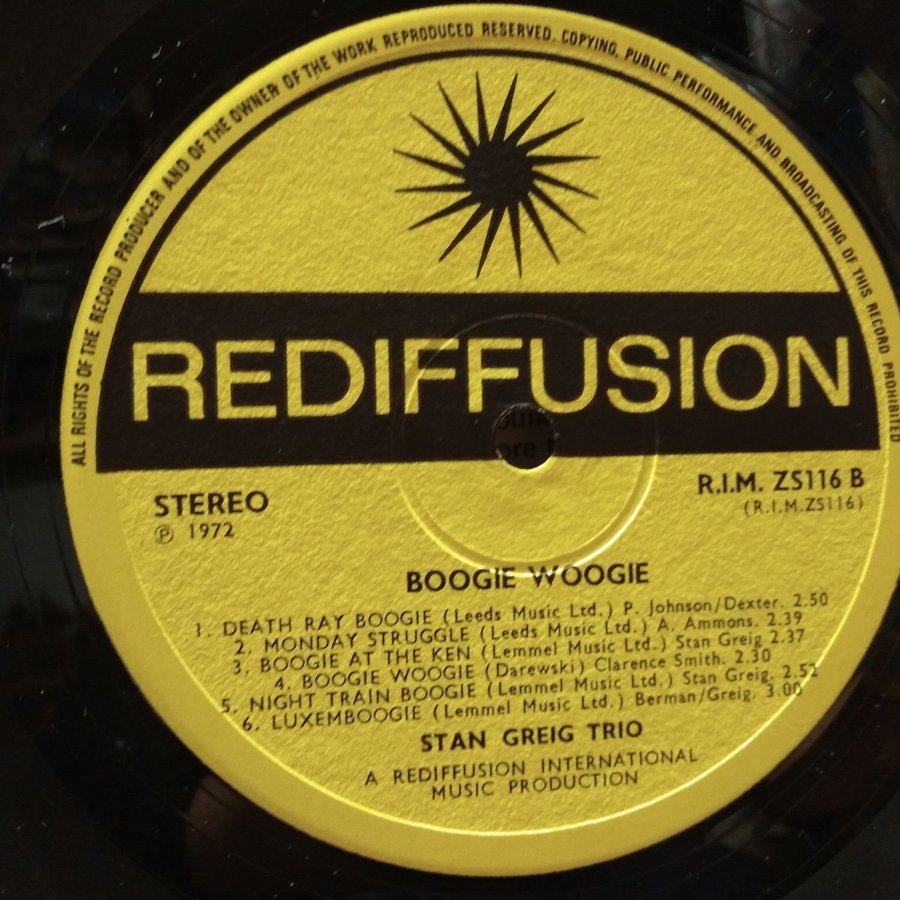 ALL RIGHTS OF THE RECORD PRODUCER AND OF THE OWNER OF THE WORK REPRODUCED RESERVED. COPYING, PUBLIC PERFORMANCE AND BROADCASTING OF THIS RECORD PROHIBITED
REDIFFUSION
STEREO
℗ 1972
R.I.M. ZS116 B
(R.I.M.ZS116)
BOOGIE WOOGIE
1. DEATH RAY BOOGIE (Leeds Music Ltd.) P. Johnson/Dexter. 2.50
2. MONDAY STRUGGLE (Leeds Music Ltd.) A. Ammons. 2.39
3. BOOGIE AT THE KEN (Lemmel Music Ltd.) Stan Greig 2.37
4. BOOGIE WOOGIE (Darewski) Clarence Smith. 2.30
5. NIGHT TRAIN BOOGIE (Lemmel Music Ltd.) Stan Greig. 2.52
6. LUXEMBOOGIE (Lemmel Music Ltd.) Berman/Greig. 3.00
STAN GREIG TRIO
A REDIFFUSION INTERNATIONAL
MUSIC PRODUCTION